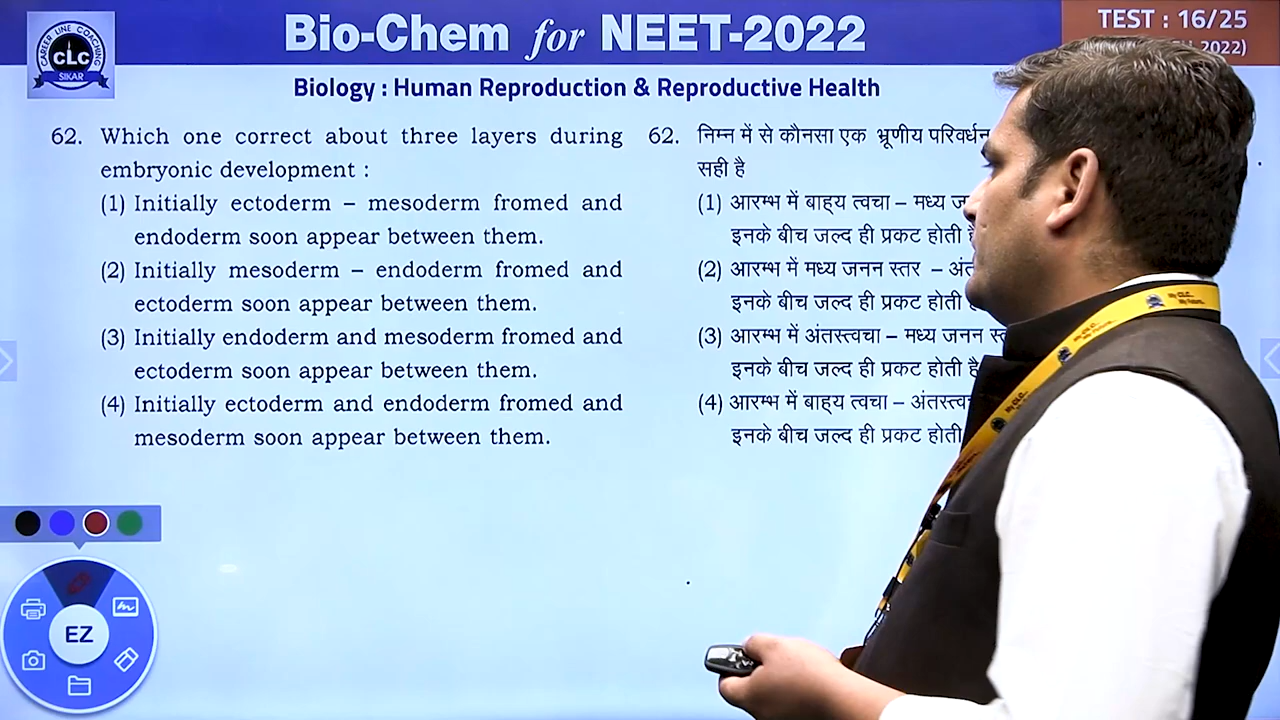 Bio-Chem for NEET-2022
TEST : 16/25
2022)
CAREER LINE COACHING
CLC
SIKAR
Biology : Human Reproduction & Reproductive Health
62. Which one correct about three layers during
embryonic development :
(1) Initially ectoderm – mesoderm fromed and
endoderm soon appear between them.
(2) Initially mesoderm – endoderm fromed and
ectoderm soon appear between them.
(3) Initially endoderm and mesoderm fromed and
ectoderm soon appear between them.
(4) Initially ectoderm and endoderm fromed and
mesoderm soon appear between them.
62. निम्न में से कौनसा एक भ्रूणीय परिवर्धन
सही है
(1) आरम्भ में बाह्य त्वचा – मध्य
इनके बीच जल्द ही प्रकट होती
(2) आरम्भ में मध्य जनन स्तर –
इनके बीच जल्द ही प्रकट होती
(3) आरम्भ में अंतस्त्वचा – मध्य जनन
इनके बीच जल्द ही प्रकट होती है
(4) आरम्भ में बाह्य त्वचा –
इनके बीच जल्द ही प्रकट होती
EZ